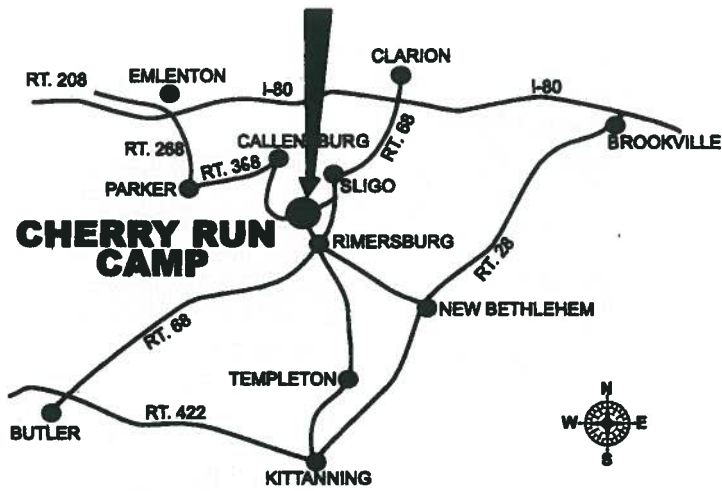 CLARION
RT. 208
EMLENTON
I-80
I-80
RT. 68
RT. 268
CALLENSBURG
BROOKVILLE
RT. 368
PARKER
SLIGO
CHERRY RUN
CAMP
RIMERSBURG
RT. 28
NEW BETHLEHEM
RT. 68
TEMPLETON
N
W
E
S
RT. 422
BUTLER
KITTANNING